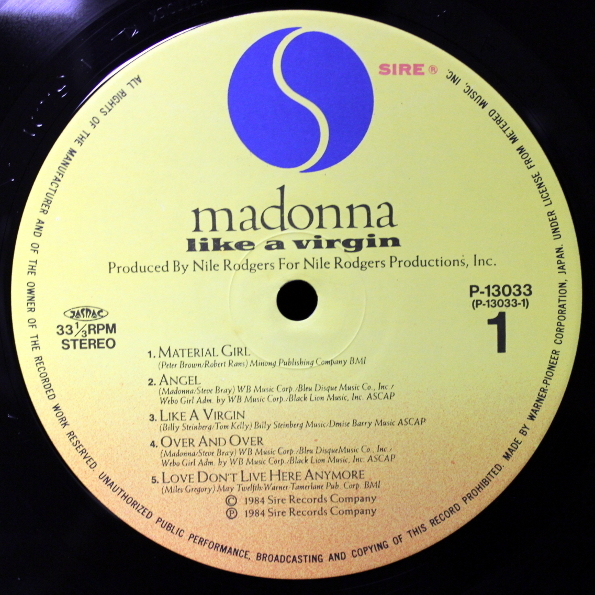 SIRE ®
madonna
like a virgin
Produced By Nile Rodgers For Nile Rodgers Productions, Inc.
JASRAC
33 1/3 RPM
STEREO
P-13033
(P-13033-1)
1
1. MATERIAL GIRL
(Peter Brown/Robert Rans) Minong Publishing Company BMI
2. ANGEL
(Madonna/Steve Bray) WB Music Corp./Bleu Disque Music Co., Inc./
Webo Girl Adm. by WB Music Corp./Black Lion Music, Inc. ASCAP
3. LIKE A VIRGIN
(Billy Steinberg/Tom Kelly) Billy Steinberg Music/Denise Barry Music ASCAP
4. OVER AND OVER
(Madonna/Steve Bray) WB Music Corp./Bleu DisqueMusic Co., Inc./
Webo Girl Adm. by WB Music Corp./Black Lion Music, Inc. ASCAP
5. LOVE DON'T LIVE HERE ANYMORE
(Miles Gregory) May Twelfth/Warner-Tamerlane Pub. Corp. BMI
© 1984 Sire Records Company
℗ 1984 Sire Records Company
ALL RIGHTS OF THE MANUFACTURER AND OF THE OWNER OF THE RECORDED WORK RESERVED. UNAUTHORIZED PUBLIC PERFORMANCE, BROADCASTING AND COPYING OF THIS RECORD PROHIBITED. MADE BY WARNER-PIONEER CORPORATION, JAPAN. UNDER LICENSE FROM METERED MUSIC, INC.